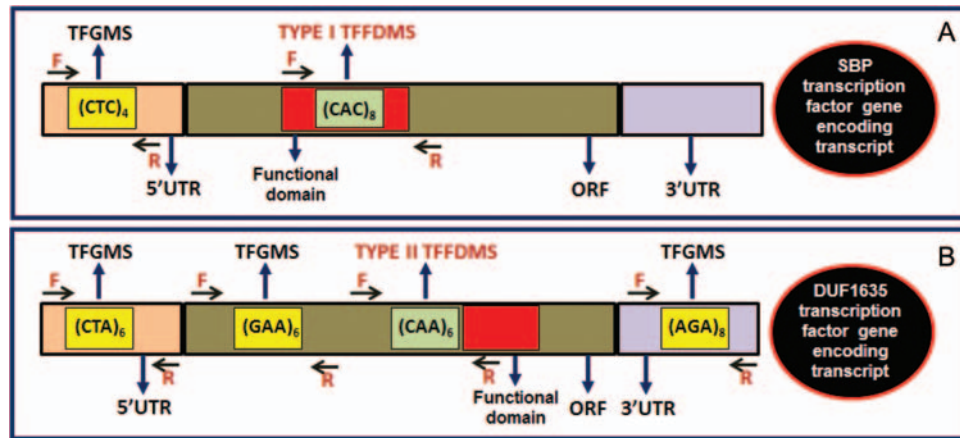 A
TFGMS
TYPE I TFFDMS
F
F
(CTC)4
(CAC)8
R
R
5'UTR
Functional
domain
ORF
3'UTR
SBP
transcription
factor gene
encoding
transcript
B
TFGMS
TFGMS
TYPE II TFFDMS
TFGMS
F
F
F
F
(CTA)6
(GAA)6
(CAA)6
(AGA)8
R
R
R
R
5'UTR
Functional
domain
ORF
3'UTR
DUF1635
transcription
factor gene
encoding
transcript